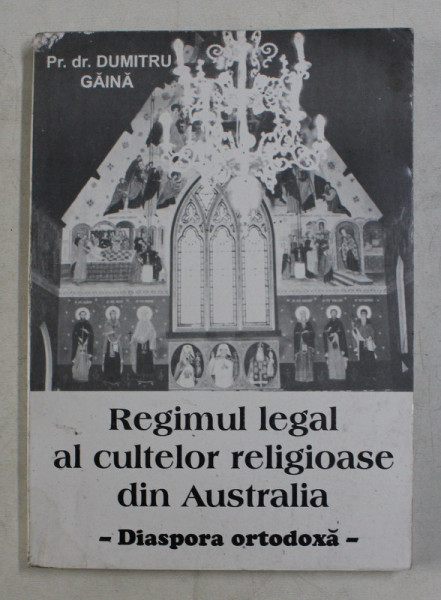 Pr. dr. DUMITRU
GĂINĂ
Regimul legal
al cultelor religioase
din Australia
- Diaspora ortodoxă -